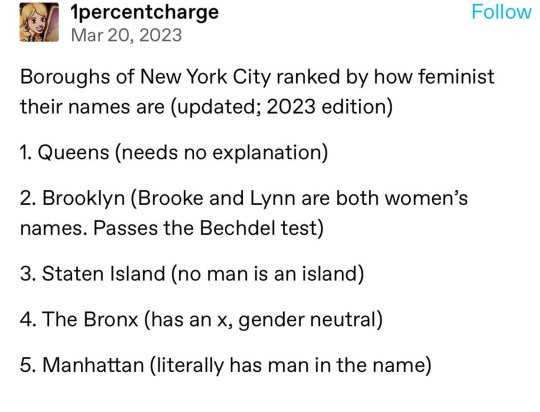 1percentcharge
Follow
Mar 20, 2023
Boroughs of New York City ranked by how feminist
their names are (updated; 2023 edition)
1. Queens (needs no explanation)
2. Brooklyn (Brooke and Lynn are both women’s
names. Passes the Bechdel test)
3. Staten Island (no man is an island)
4. The Bronx (has an x, gender neutral)
5. Manhattan (literally has man in the name)